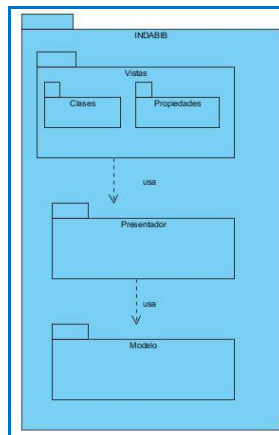 INDABIB
Vistas
Clases
Propiedades
usa
Presentador
usa
Modelo